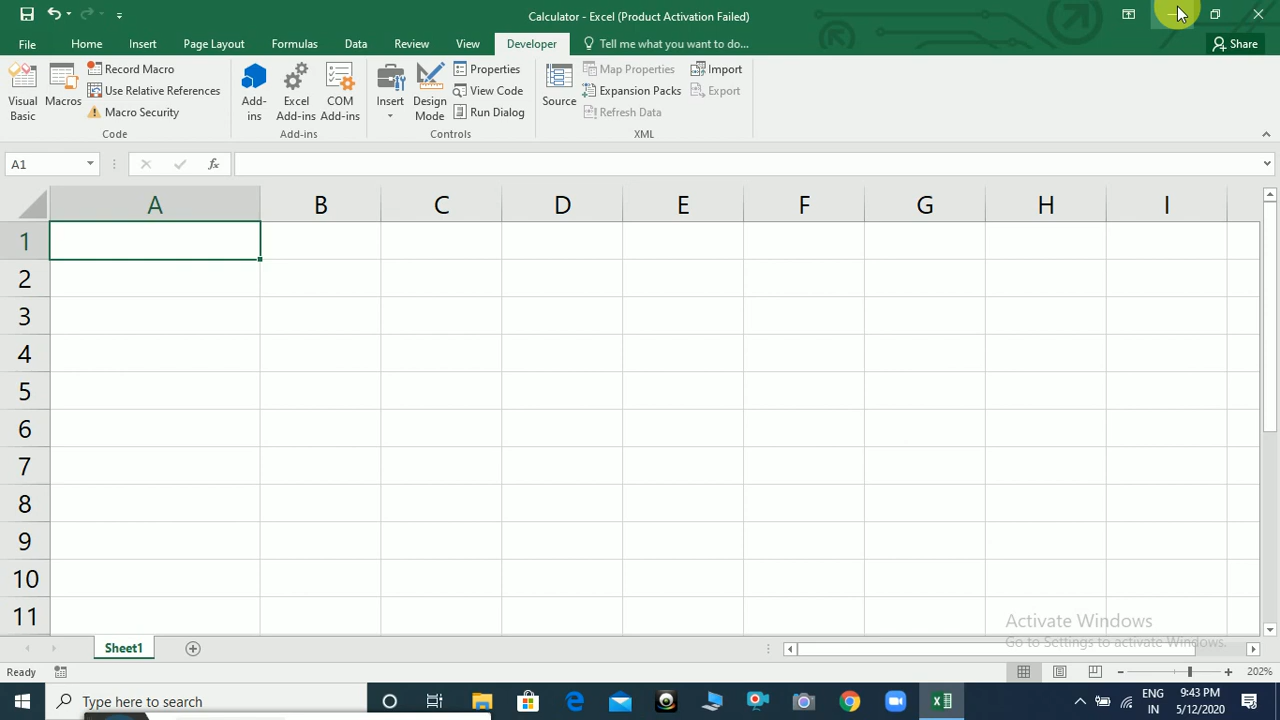 Calculator - Excel (Product Activation Failed)
File Home Insert Page Layout Formulas Data Review View Developer Tell me what you want to do... Share
Visual Basic
Macros
Record Macro
Use Relative References
Macro Security
Code
Add-ins
Excel Add-ins
COM Add-ins
Add-ins
Insert
Design Mode
Properties
View Code
Run Dialog
Controls
Source
Map Properties
Expansion Packs
Refresh Data
Import
Export
XML
A1 fx
A B C D E F G H I
1
2
3
4
5
6
7
8
9
10
11
Activate Windows
Go to Settings to activate Windows.
Sheet1
Ready 202%
Type here to search
ENG
IN
9:43 PM
5/12/2020